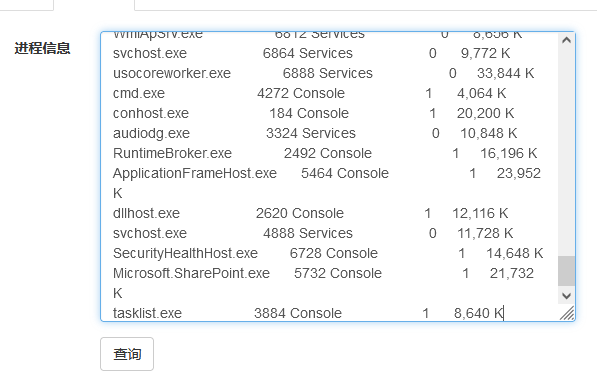 进程信息
WmiApSrv.exe 6812 Services 0 8,656 K
svchost.exe 6864 Services 0 9,772 K
usocoreworker.exe 6888 Services 0 33,844 K
cmd.exe 4272 Console 1 4,064 K
conhost.exe 184 Console 1 20,200 K
audiodg.exe 3324 Services 0 10,848 K
RuntimeBroker.exe 2492 Console 1 16,196 K
ApplicationFrameHost.exe 5464 Console 1 23,952
K
dllhost.exe 2620 Console 1 12,116 K
svchost.exe 4888 Services 0 11,728 K
SecurityHealthHost.exe 6728 Console 1 14,648 K
Microsoft.SharePoint.exe 5732 Console 1 21,732
K
tasklist.exe 3884 Console 1 8,640 K
查询